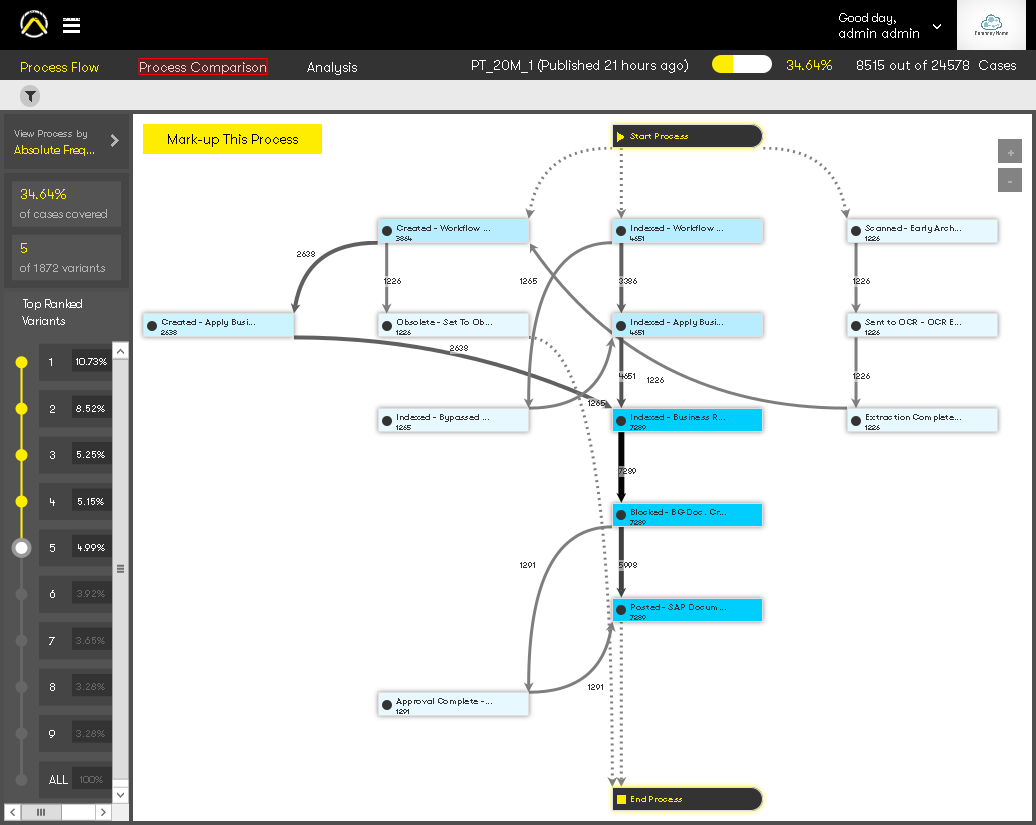 Good day,
admin admin
Company Name
Process Flow
Process Comparison
Analysis
PT_20M_1 (Published 21 hours ago)
34.64%
8515 out of 24578 Cases
View Process by
Absolute Freq...
34.64%
of cases covered
5
of 1872 variants
Top Ranked
Variants
1 10.73%
2 8.52%
3 5.25%
4 5.15%
5 4.99%
6 3.92%
7 3.65%
8 3.28%
9 3.28%
ALL 100%
Mark-up This Process
+
-
Start Process
Created - Workflow ...
3864
Indexed - Workflow ...
4651
Scanned - Early Arch...
1226
2638
1226
1265
3386
1226
Created - Apply Busi...
2638
Obsolete - Set To Ob...
1226
Indexed - Apply Busi...
4651
Sent to OCR - OCR E...
1226
2638
4651
1226
1226
1265
Indexed - Bypassed ...
1265
Indexed - Business R...
7289
Extraction Complete...
1226
7289
Blocked - BG Doc. Cr...
7289
1291
5998
Posted - SAP Docum...
7289
1291
Approval Complete -...
1291
End Process